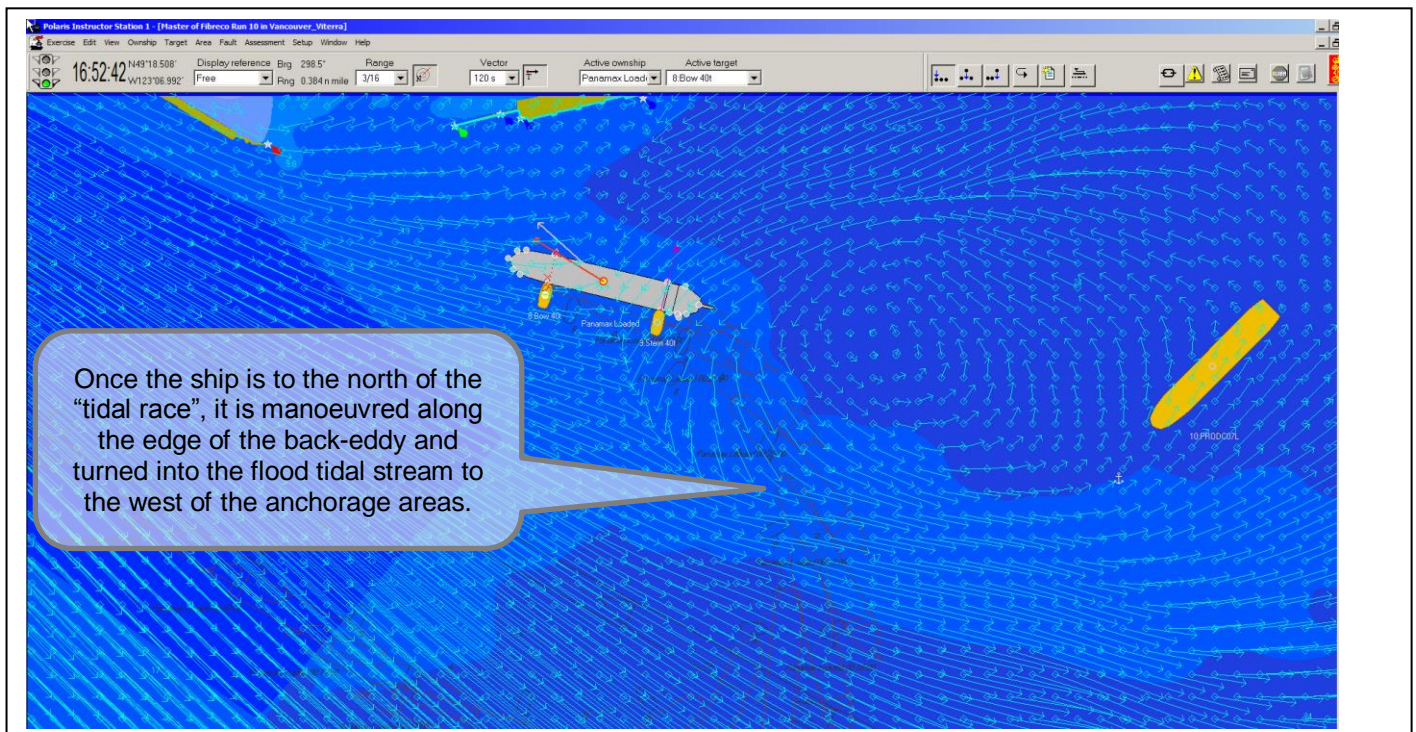 Polaris Instructor Station 1 - [Master of Fibreco Run 10 in Vancouver_Viterra]
Exercise Edit View Ownship Target Area Fault Assessment Setup Window Help
16:52:42 N49°18.508' W123°06.992' Display reference Free Brg 298.5° Rng 0.384 n mile Range 3/16 Vector 120 s Active ownship Panamax Load Active target 8:Bow 40t
8:Bow 40t
Panamax Loaded
9:Stern 40t
10:PRODC07L
Once the ship is to the north of the
“tidal race”, it is manoeuvred along
the edge of the back-eddy and
turned into the flood tidal stream to
the west of the anchorage areas.